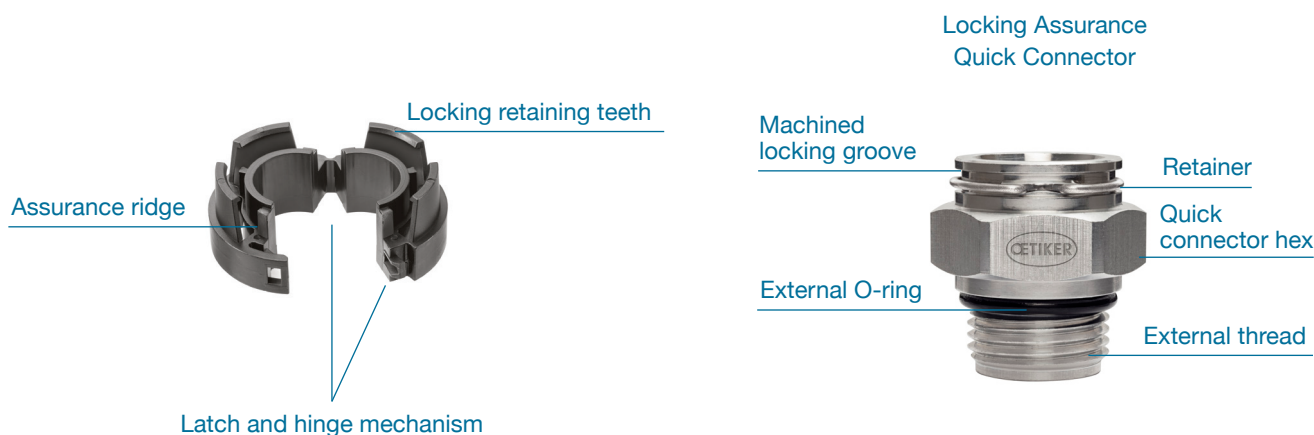 Locking Assurance
Quick Connector
Locking retaining teeth
Assurance ridge
Latch and hinge mechanism
Machined
locking groove
Retainer
Quick
connector hex
ŒTIKER
External O-ring
External thread